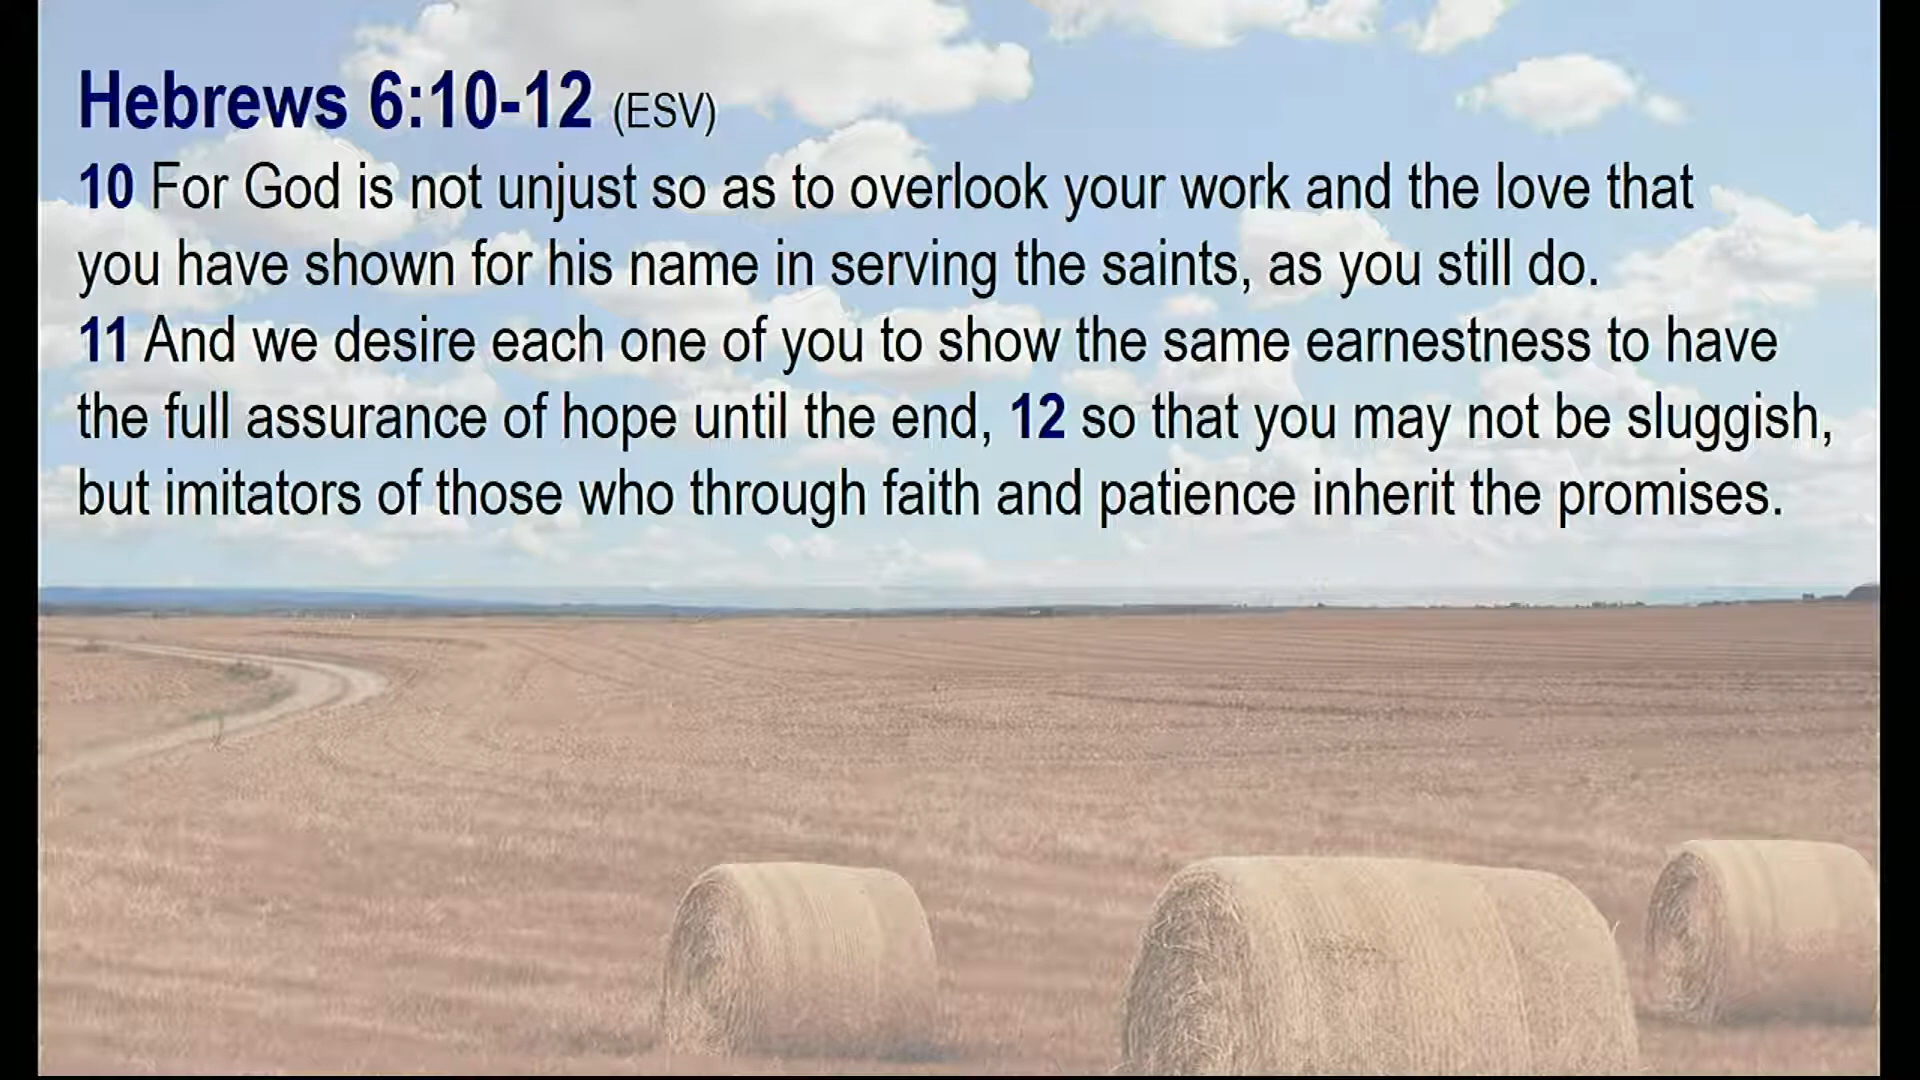 Hebrews 6:10-12 (ESV)
10 For God is not unjust so as to overlook your work and the love that
you have shown for his name in serving the saints, as you still do.
11 And we desire each one of you to show the same earnestness to have
the full assurance of hope until the end, 12 so that you may not be sluggish,
but imitators of those who through faith and patience inherit the promises.